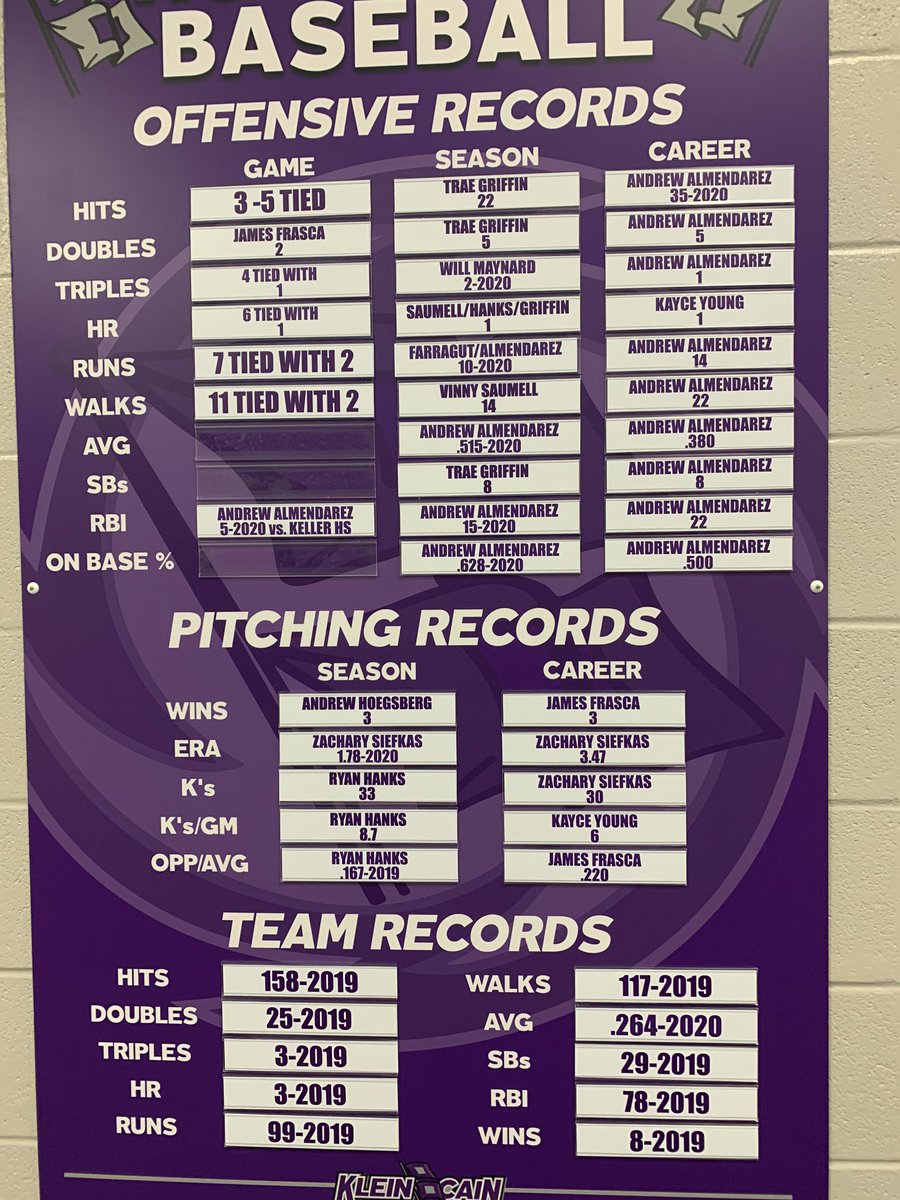 BASEBALL
OFFENSIVE RECORDS
GAME SEASON CAREER
HITS
3 -5 TIED
TRAE GRIFFIN
22
ANDREW ALMENDAREZ
35-2020
DOUBLES
JAMES FRASCA
2
TRAE GRIFFIN
5
ANDREW ALMENDAREZ
5
TRIPLES
4 TIED WITH
1
WILL MAYNARD
2-2020
ANDREW ALMENDAREZ
1
HR
6 TIED WITH
1
SAUMELL/HANKS/GRIFFIN
1
KAYCE YOUNG
1
RUNS
7 TIED WITH 2
FARRAGUT/ALMENDAREZ
10-2020
ANDREW ALMENDAREZ
14
WALKS
11 TIED WITH 2
VINNY SAUMELL
14
ANDREW ALMENDAREZ
22
AVG
ANDREW ALMENDAREZ
.515-2020
ANDREW ALMENDAREZ
.380
SBs
TRAE GRIFFIN
8
ANDREW ALMENDAREZ
8
RBI
ANDREW ALMENDAREZ
5-2020 vs. KELLER HS
ANDREW ALMENDAREZ
15-2020
ANDREW ALMENDAREZ
22
ON BASE %
ANDREW ALMENDAREZ
.628-2020
ANDREW ALMENDAREZ
.500
PITCHING RECORDS
SEASON CAREER
WINS
ANDREW HOEGSBERG
3
JAMES FRASCA
3
ERA
ZACHARY SIEFKAS
1.78-2020
ZACHARY SIEFKAS
3.47
K's
RYAN HANKS
33
ZACHARY SIEFKAS
30
K's/GM
RYAN HANKS
8.7
KAYCE YOUNG
6
OPP/AVG
RYAN HANKS
.167-2019
JAMES FRASCA
.220
TEAM RECORDS
HITS 158-2019 WALKS 117-2019
DOUBLES 25-2019 AVG .264-2020
TRIPLES 3-2019 SBs 29-2019
HR 3-2019 RBI 78-2019
RUNS 99-2019 WINS 8-2019
KLEIN CAIN